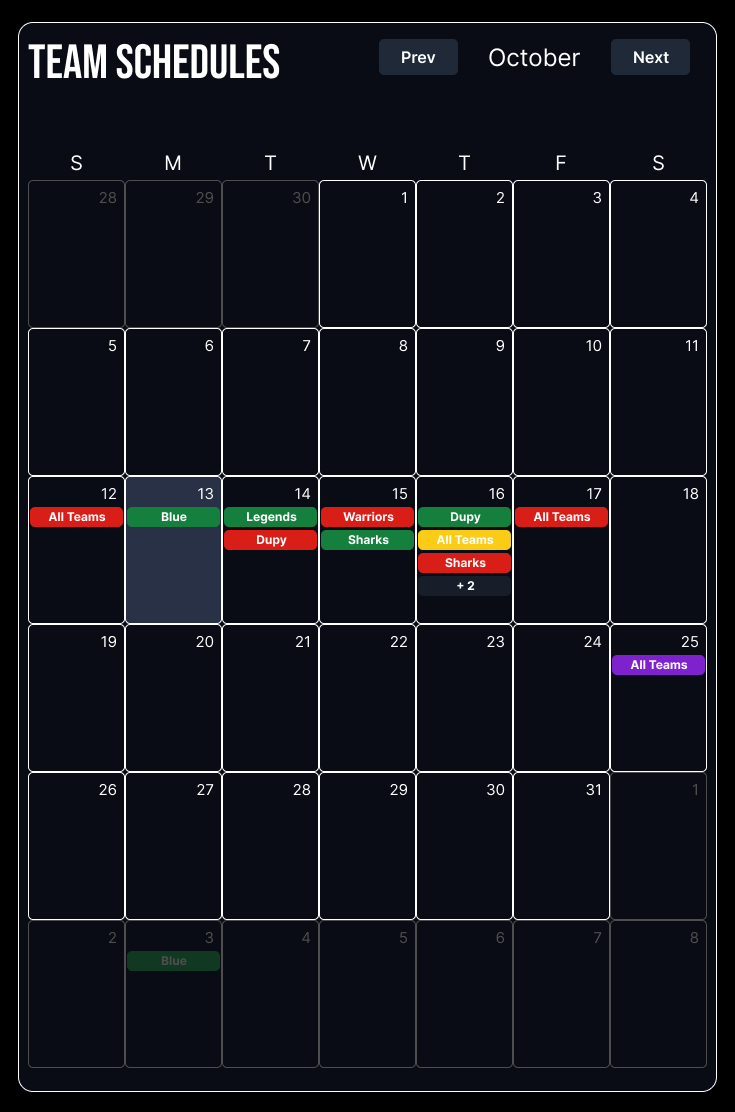 TEAM SCHEDULES
Prev October Next
S M T W T F S
28 29 30 1 2 3 4
5 6 7 8 9 10 11
12 13 14 15 16 17 18
All Teams Blue Legends Warriors Dupy All Teams
Dupy Sharks All Teams
Sharks
+ 2
19 20 21 22 23 24 25
All Teams
26 27 28 29 30 31 1
2 3 4 5 6 7 8
Blue